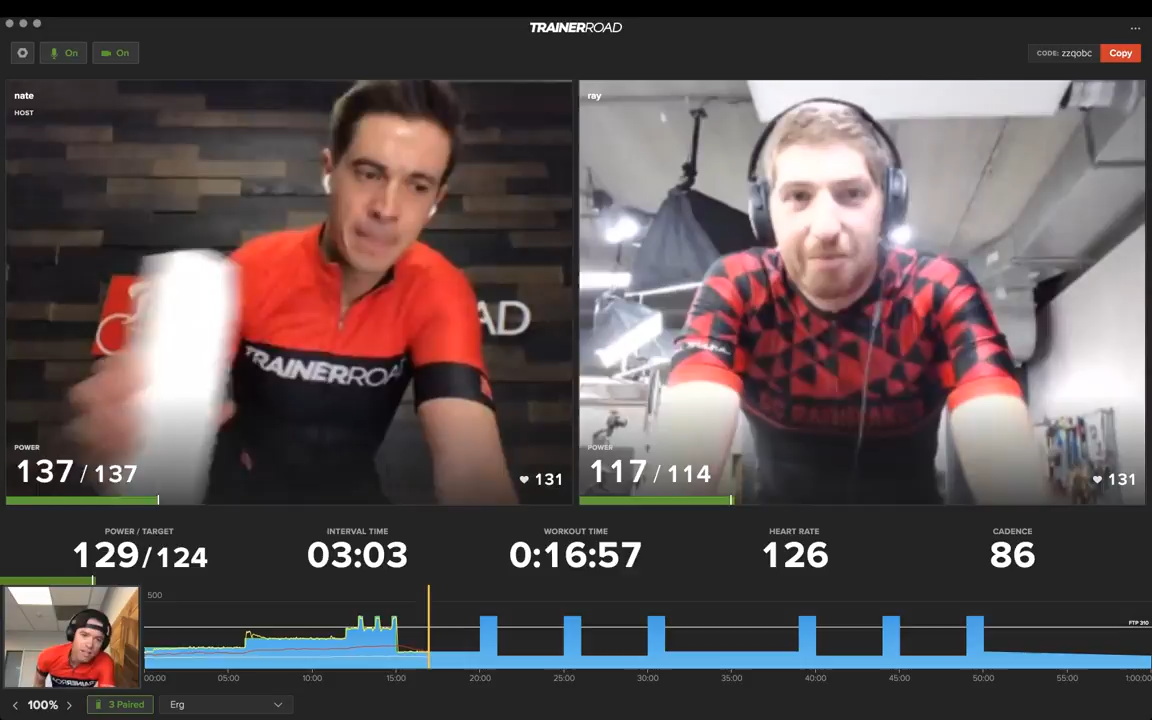 TRAINERROAD
...
On
On
CODE: zzqobc
Copy
nate
HOST
ray
TRAINERROA
AD
POWER
137 / 137
131
POWER
117 / 114
131
POWER / TARGET
129/124
INTERVAL TIME
03:03
WORKOUT TIME
0:16:57
HEART RATE
126
CADENCE
86
500
FTP 310
00:00
05:00
10:00
15:00
20:00
25:00
30:00
35:00
40:00
45:00
50:00
55:00
1:00:00
< 100% >
3 Paired
Erg